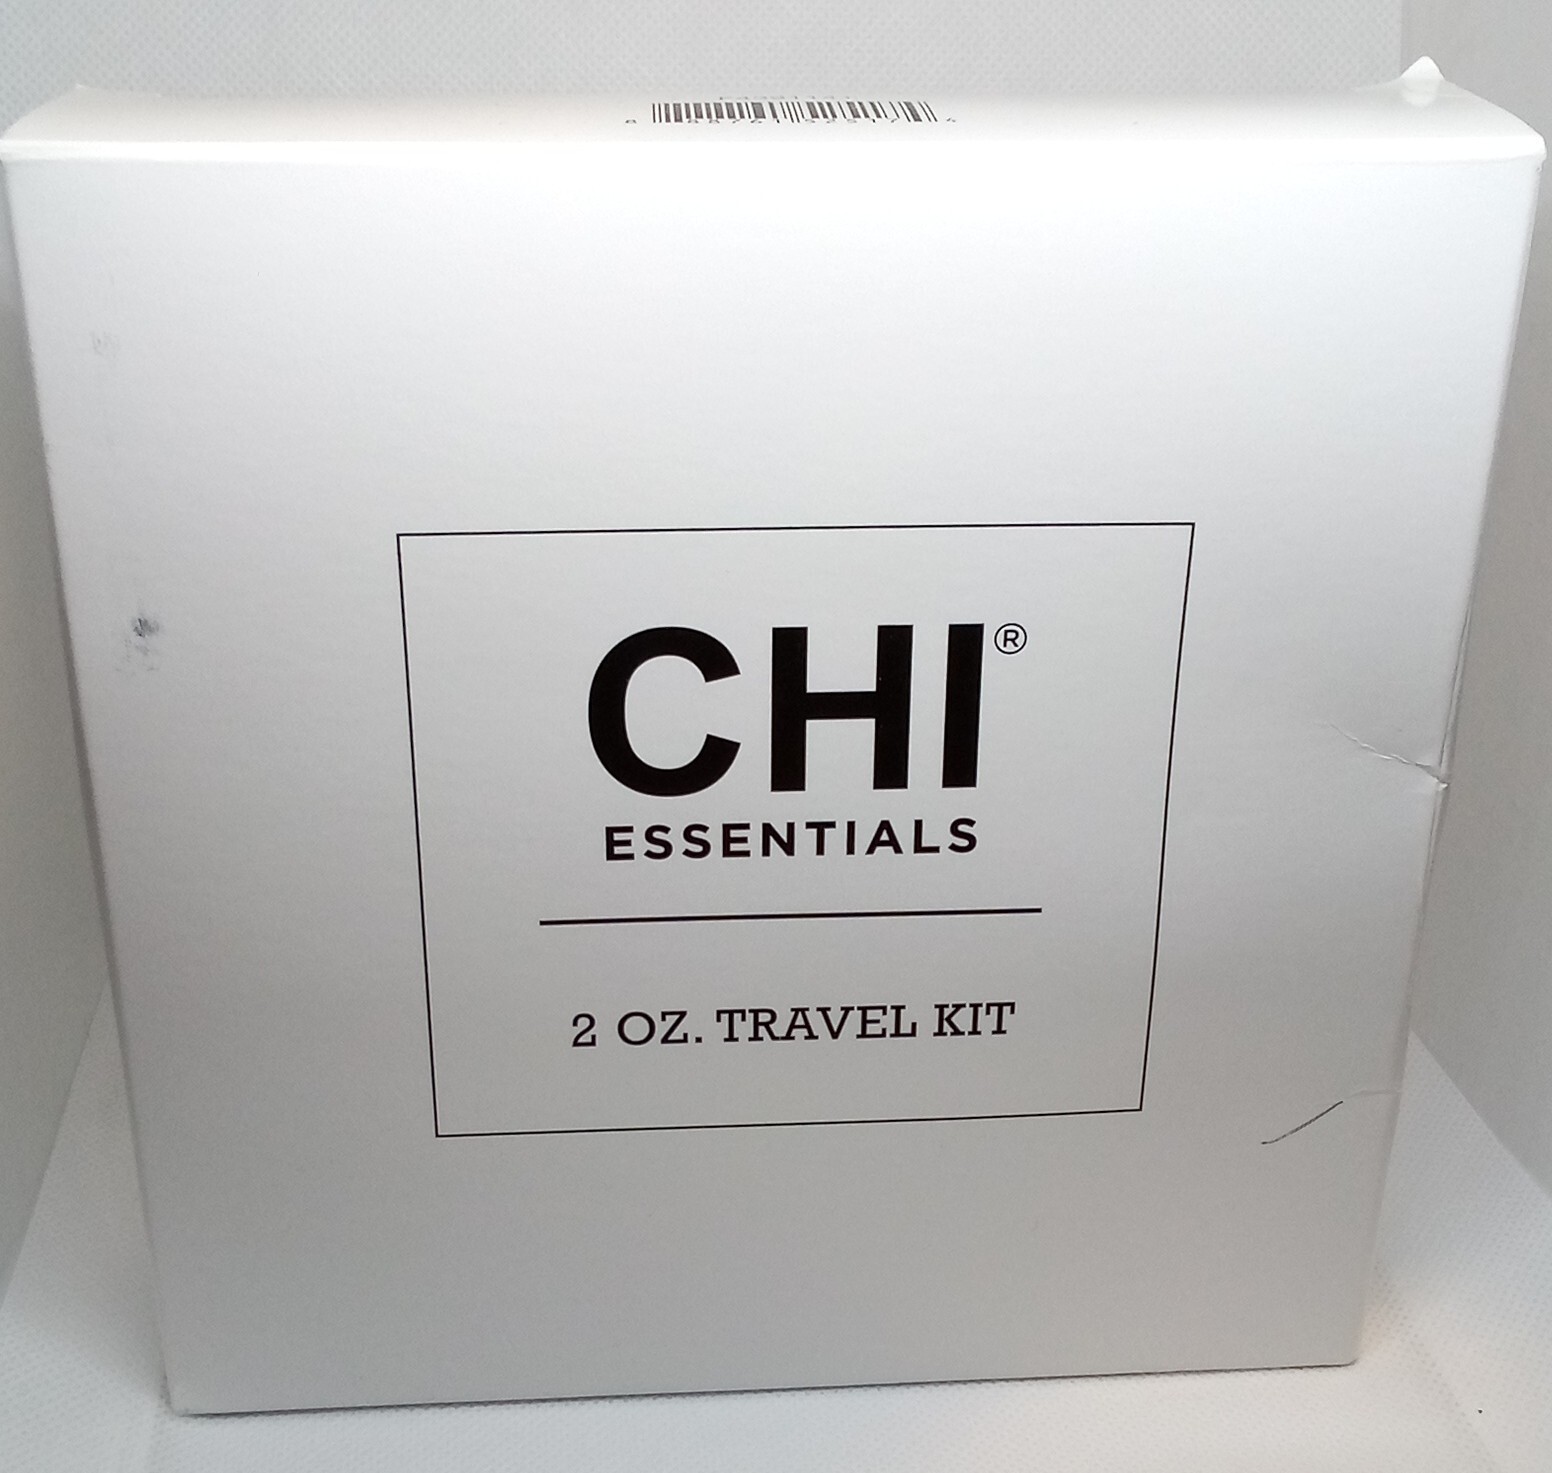 CHI®
ESSENTIALS
2 OZ. TRAVEL KIT